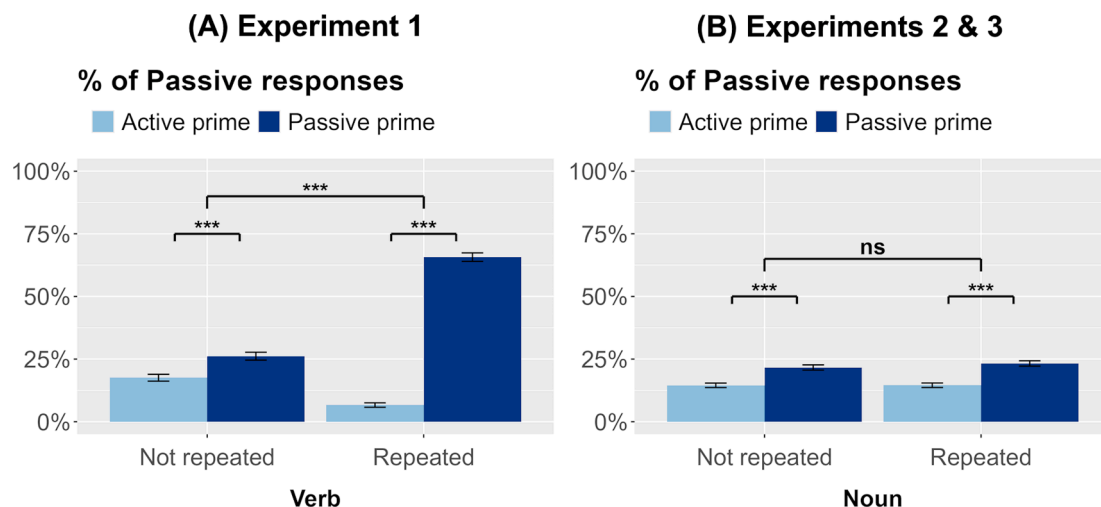 (A) Experiment 1
% of Passive responses
Active prime Passive prime
100%
75%
50%
25%
0%
***
***
***
Not repeated Repeated
Verb
(B) Experiments 2 & 3
% of Passive responses
Active prime Passive prime
100%
75%
50%
25%
0%
ns
***
***
Not repeated Repeated
Noun